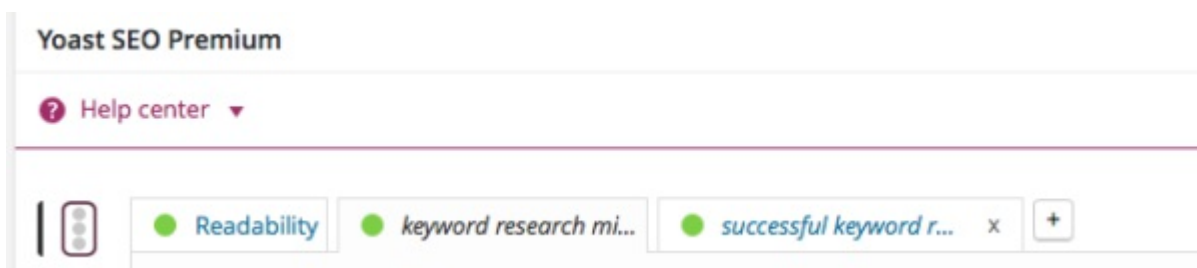 Yoast SEO Premium
? Help center
Readability keyword research mi... successful keyword r... x +